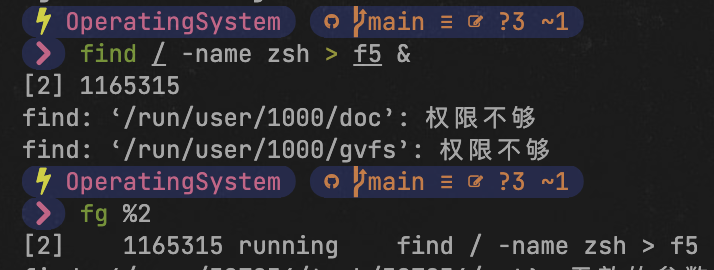 OperatingSystem main ≡ ?3 ~1
find / -name zsh > f5 &
[2] 1165315
find: ‘/run/user/1000/doc’: 权限不够
find: ‘/run/user/1000/gvfs’: 权限不够
OperatingSystem main ≡ ?3 ~1
fg %2
[2] 1165315 running find / -name zsh > f5